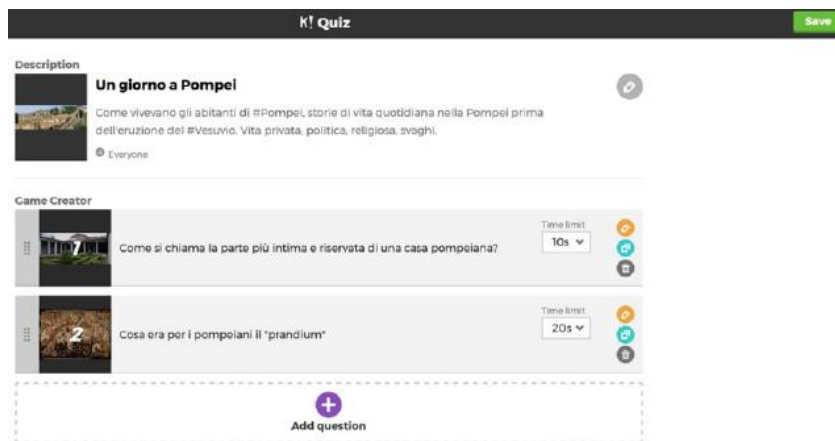 K! Quiz
Save
Description
Un giorno a Pompei
Come vivevano gli abitanti di #Pompei, storie di vita quotidiana nella Pompei prima
dell'eruzione del #Vesuvio. Vita privata, politica, religiosa, svaghi.
Everyone
Game Creator
Time limit
1
Come si chiama la parte più intima e riservata di una casa pompeiana?
10s
Time limit
2
Cosa era per i pompeiani il "prandium"
20s
Add question